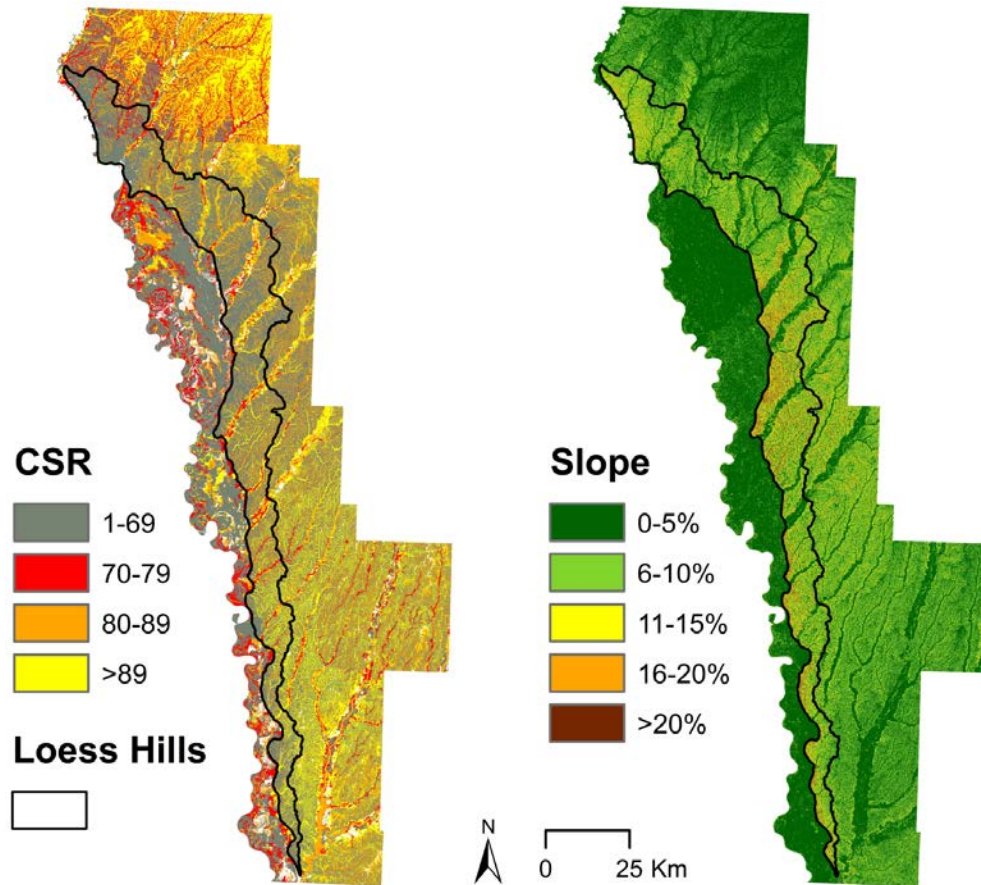 CSR
1-69
70-79
80-89
>89
Loess Hills
Slope
0-5%
6-10%
11-15%
16-20%
>20%
N
0 25 Km